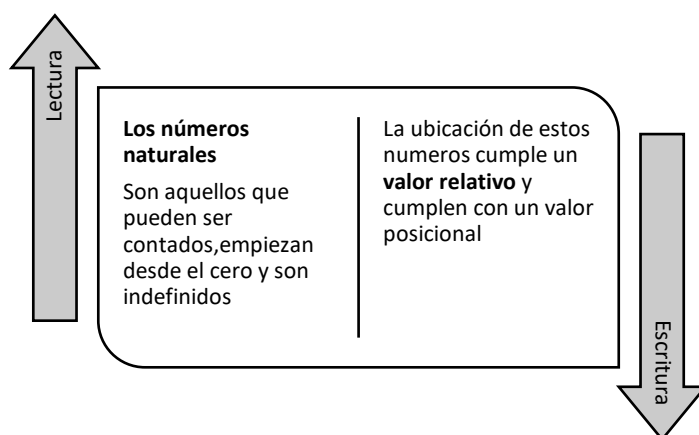 Lectura
Los números
naturales
Son aquellos que
pueden ser
contados,empiezan
desde el cero y son
indefinidos
La ubicación de estos
numeros cumple un
valor relativo y
cumplen con un valor
posicional
Escritura